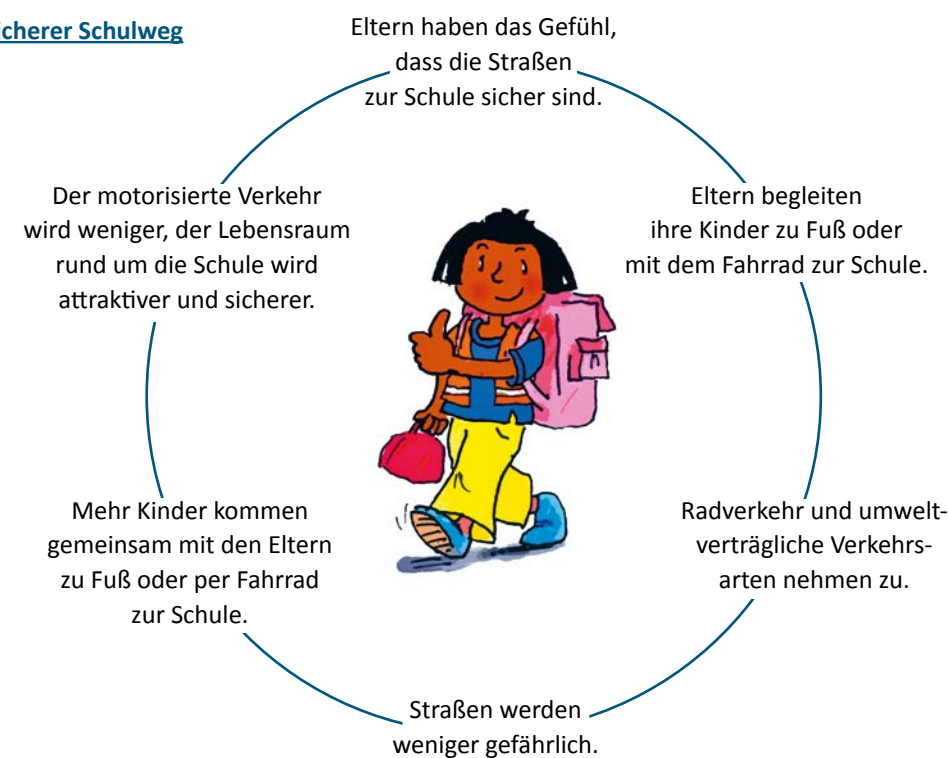 icherer Schulweg
Eltern haben das Gefühl,
dass die Straßen
zur Schule sicher sind.
Eltern begleiten
ihre Kinder zu Fuß oder
mit dem Fahrrad zur Schule.
Radverkehr und umwelt-
verträgliche Verkehrs-
arten nehmen zu.
Straßen werden
weniger gefährlich.
Mehr Kinder kommen
gemeinsam mit den Eltern
zu Fuß oder per Fahrrad
zur Schule.
Der motorisierte Verkehr
wird weniger, der Lebensraum
rund um die Schule wird
attraktiver und sicherer.